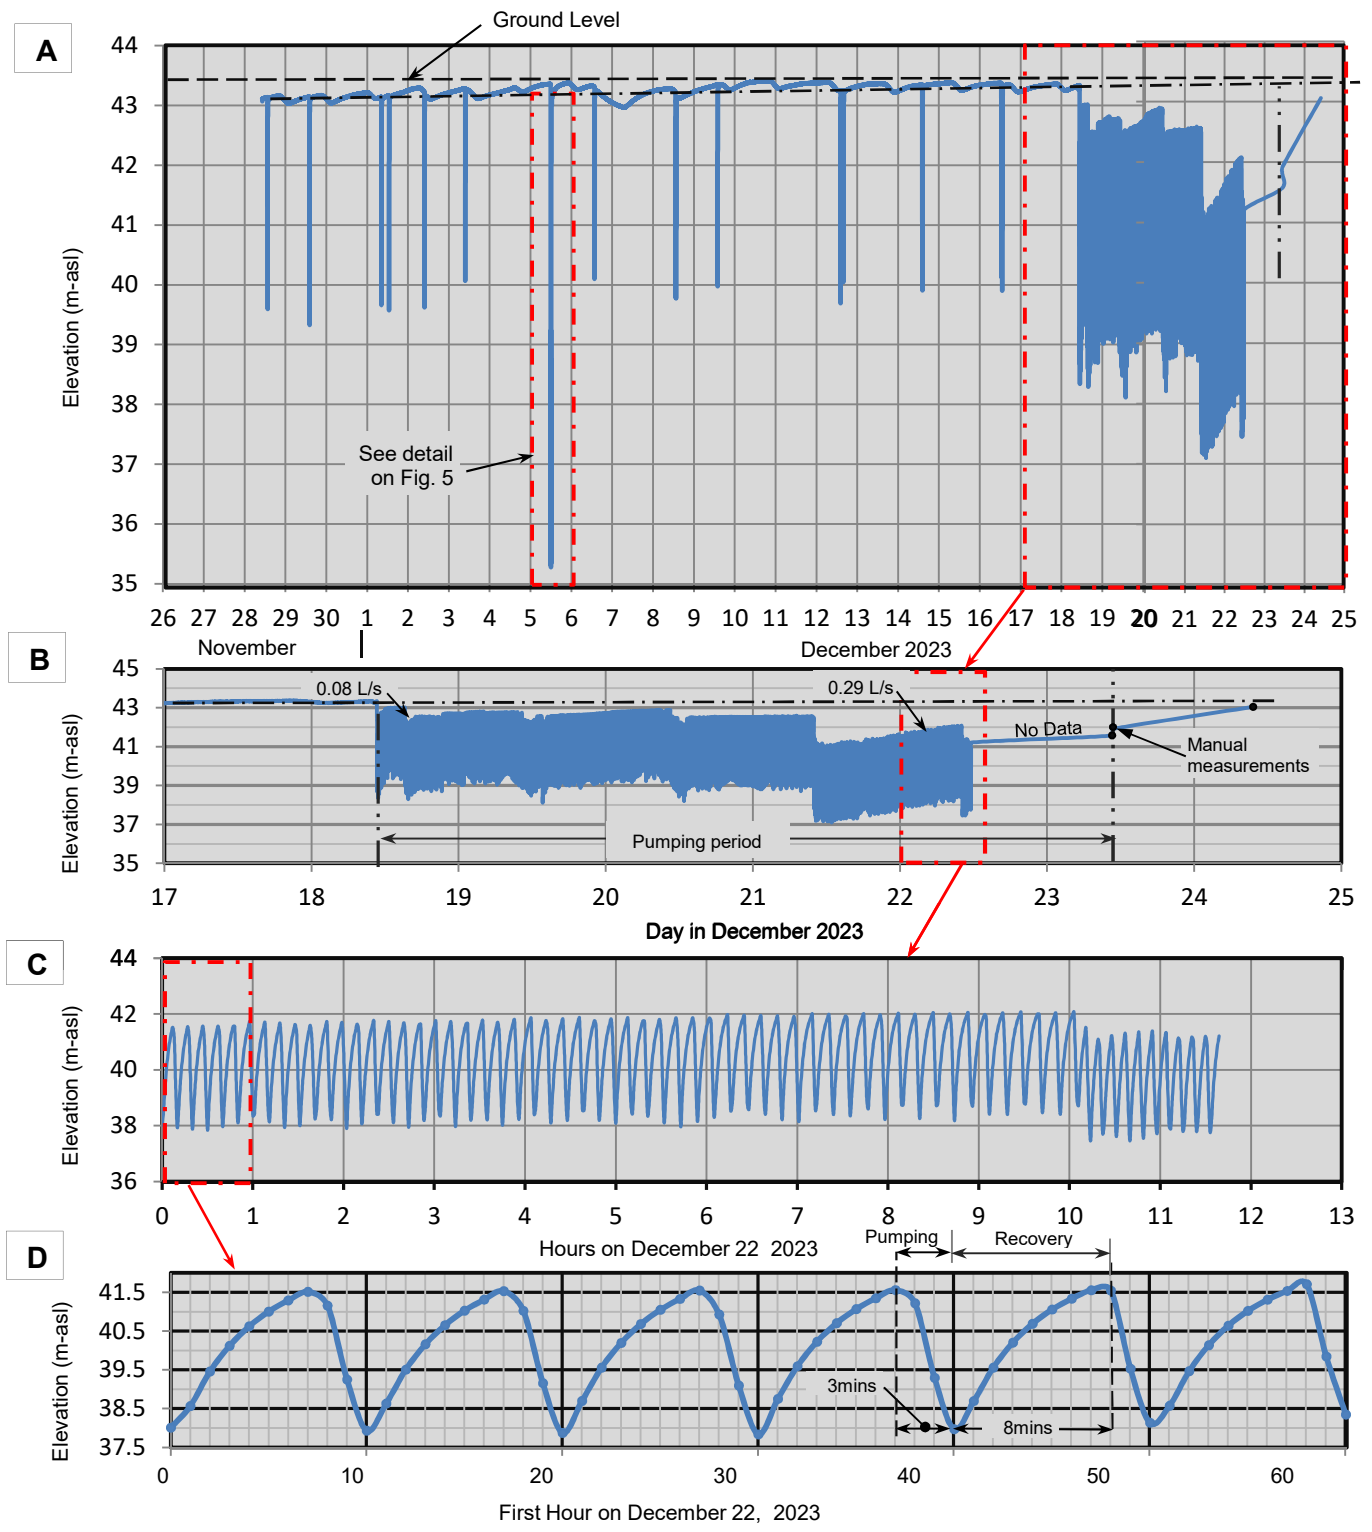 A
Ground Level
44
43
42
41
40
39
38
37
36
35
Elevation (m-asl)
See detail
on Fig. 5
26 27 28 29 30 1 2 3 4 5 6 7 8 9 10 11 12 13 14 15 16 17 18 19 20 21 22 23 24 25
November
December 2023
B
45
43
41
39
37
35
Elevation (m-asl)
0.08 L/s
0.29 L/s
No Data
Manual
measurements
Pumping period
17 18 19 20 21 22 23 24 25
Day in December 2023
C
44
42
40
38
36
Elevation (m-asl)
0 1 2 3 4 5 6 7 8 9 10 11 12 13
Hours on December 22 2023
D
Pumping
Recovery
41.5
40.5
39.5
38.5
37.5
Elevation (m-asl)
3mins
8mins
0 10 20 30 40 50 60
First Hour on December 22, 2023